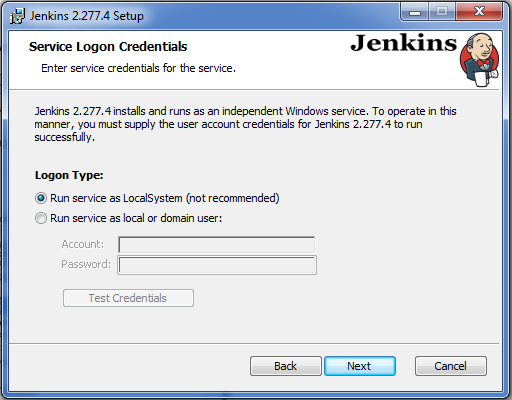 Jenkins 2.277.4 Setup
Service Logon Credentials
Jenkins
Enter service credentials for the service.
Jenkins 2.277.4 installs and runs as an independent Windows service. To operate in this
manner, you must supply the user account credentials for Jenkins 2.277.4 to run
successfully.
Logon Type:
Run service as LocalSystem (not recommended)
Run service as local or domain user:
Account:
Password:
Test Credentials
Back Next Cancel